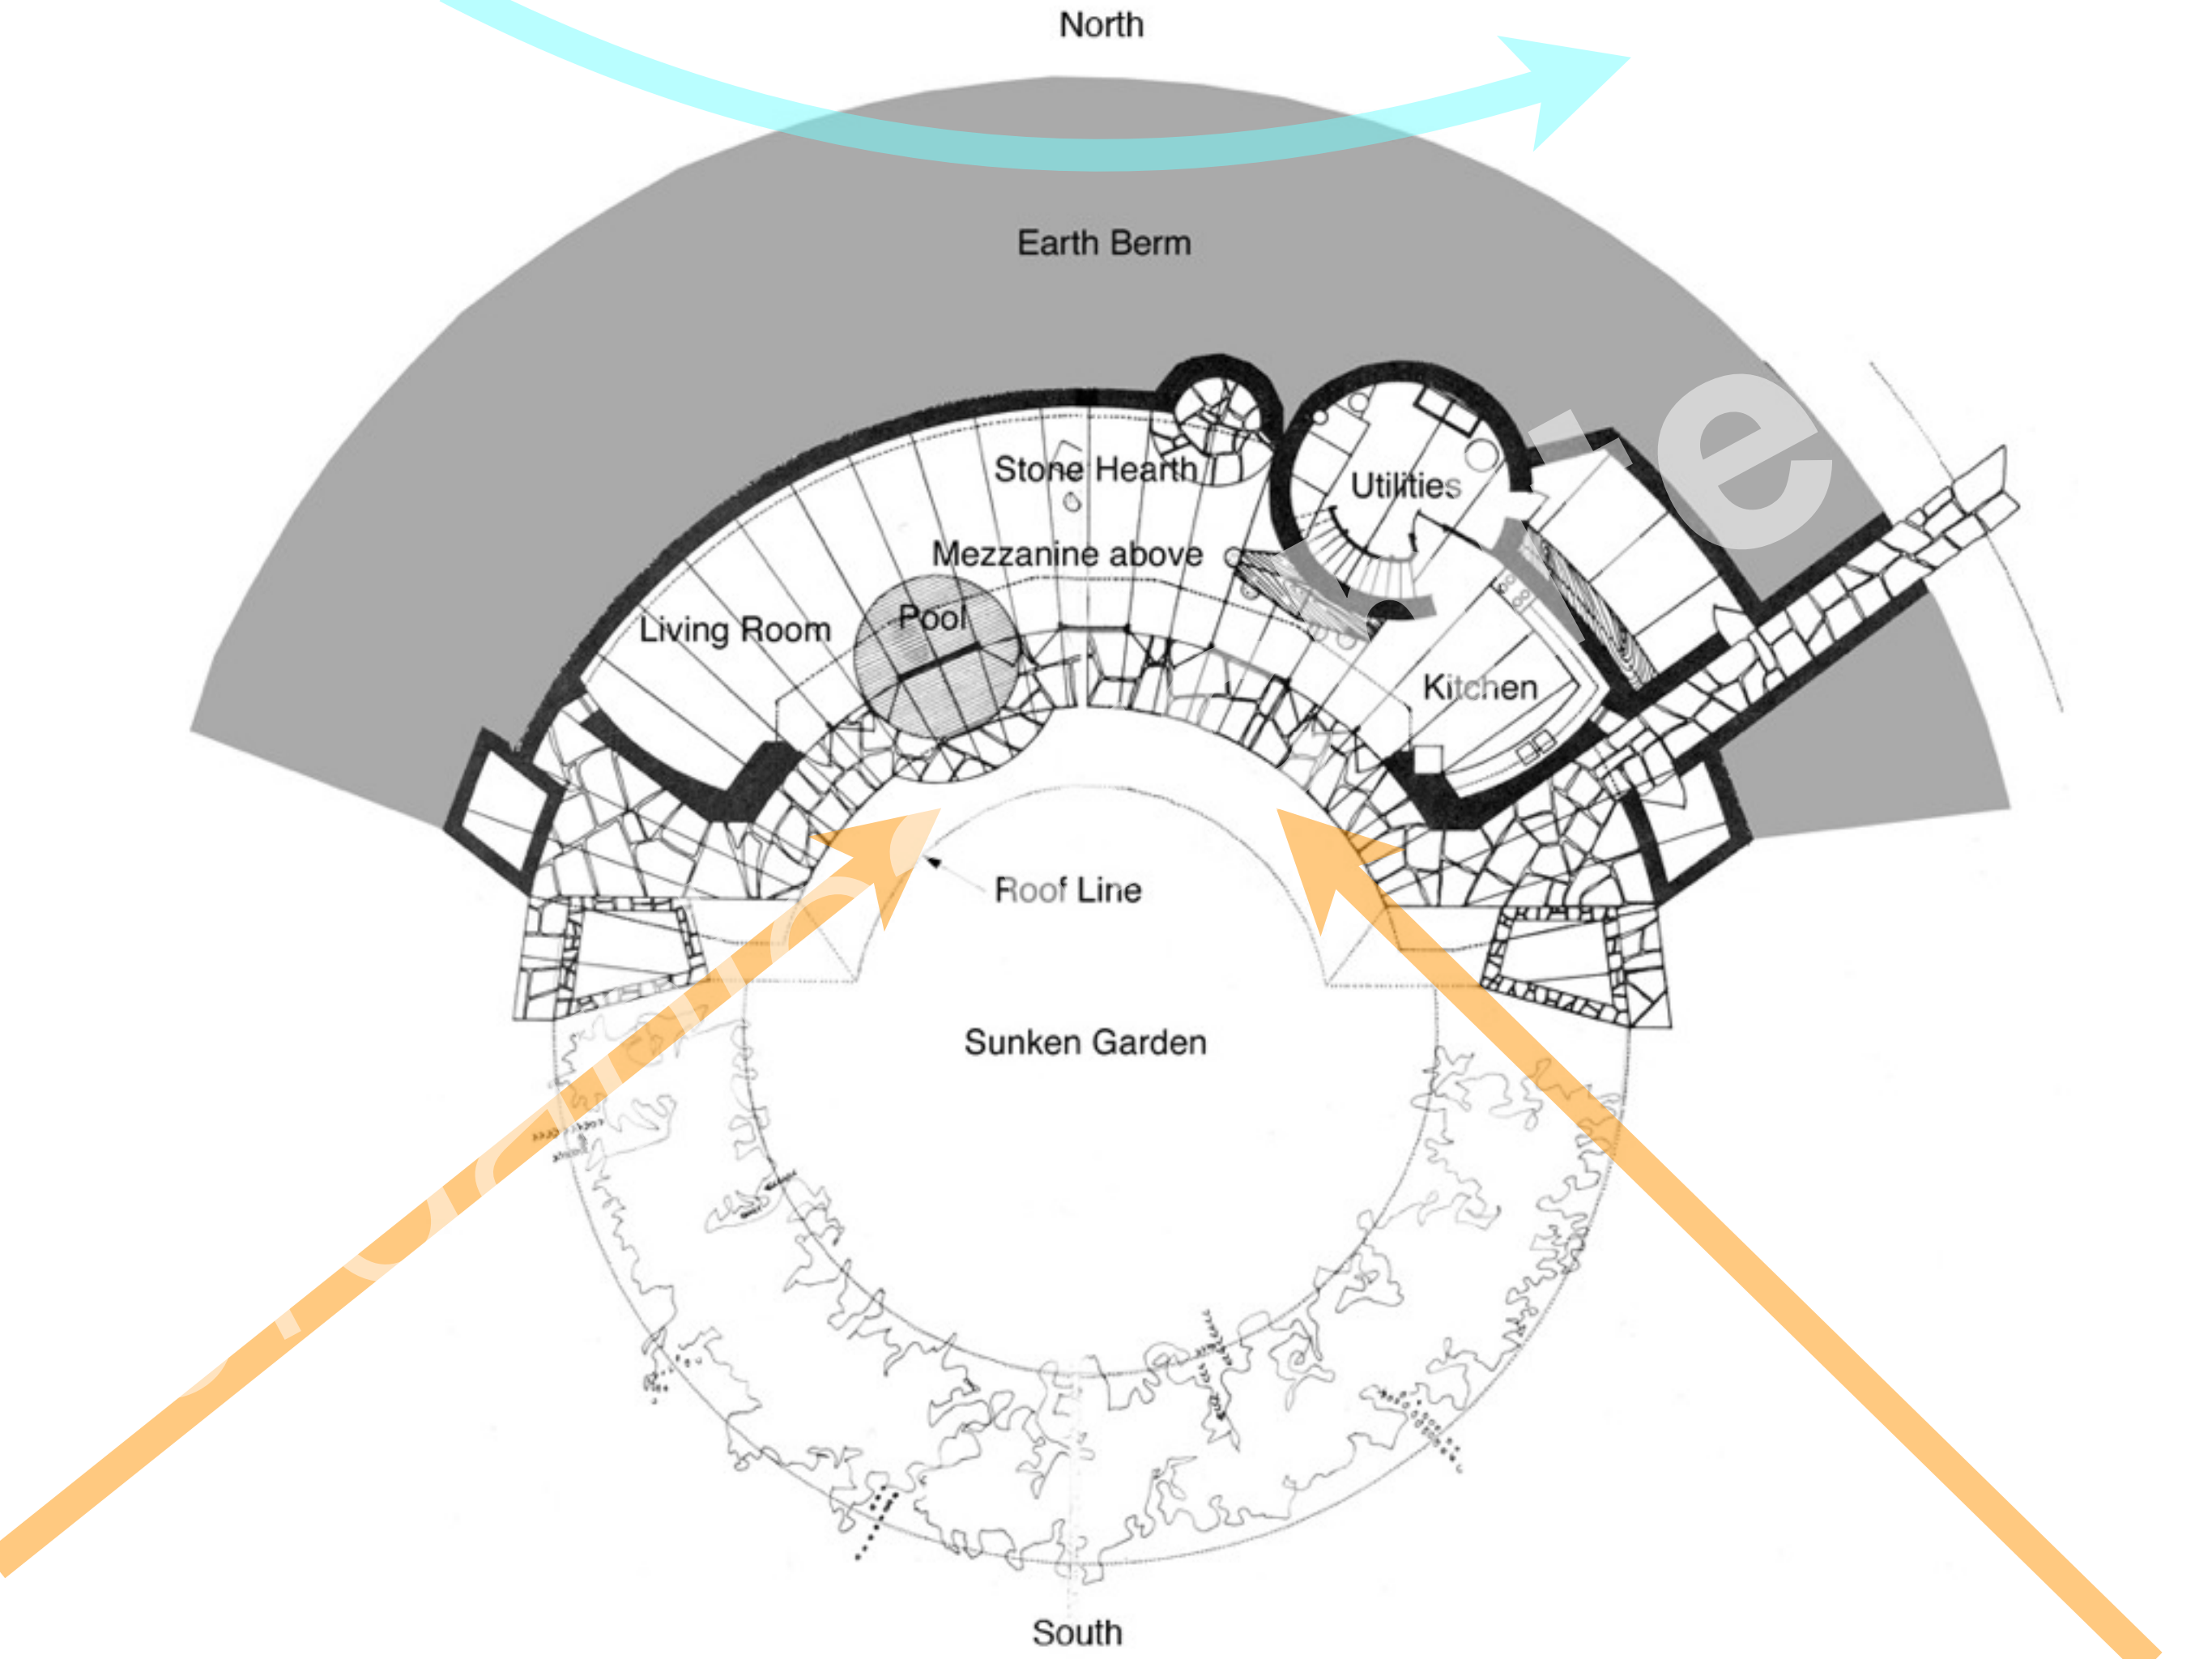 North
Earth Berm
Stone Hearth
Utilities
Mezzanine above
Pool
Living Room
Kitchen
Roof Line
Sunken Garden
South